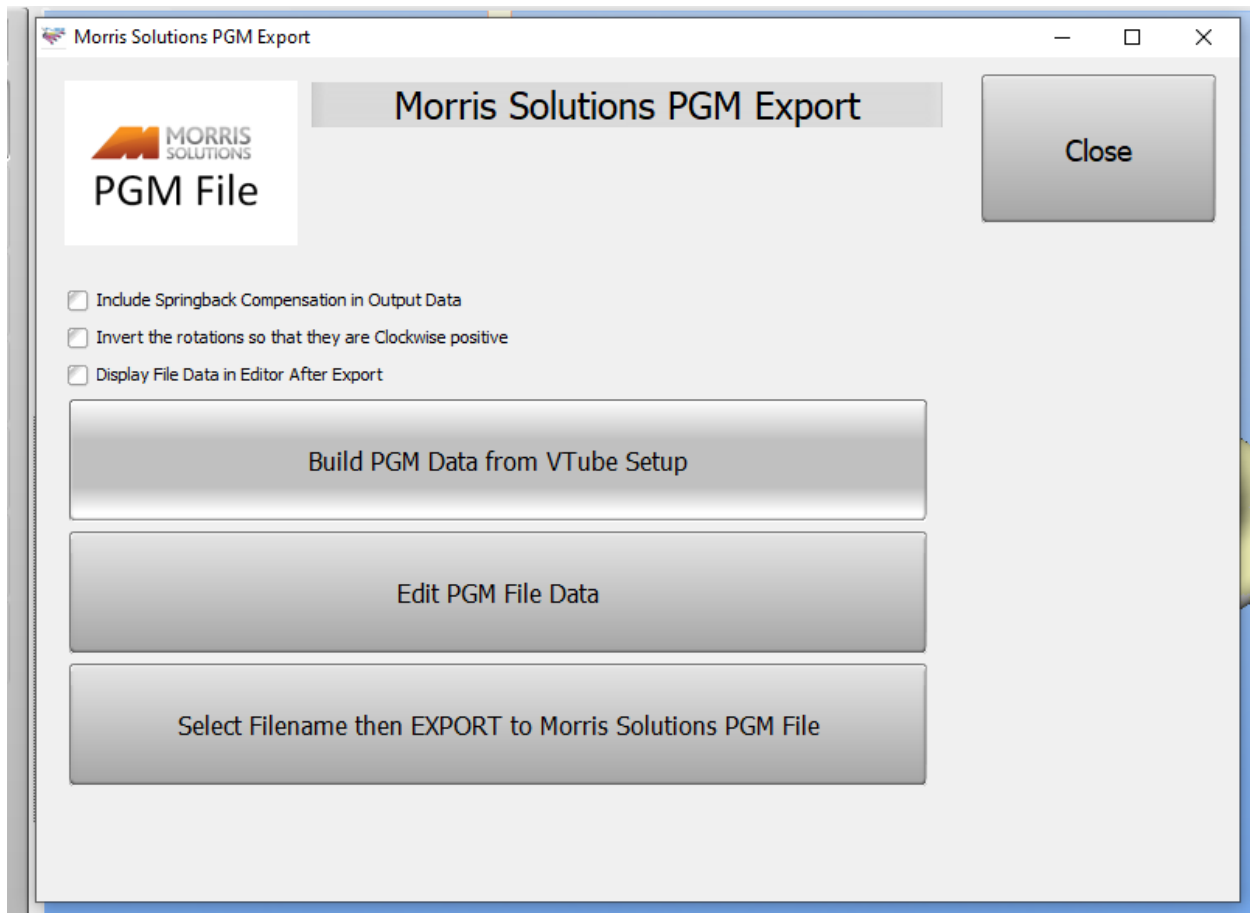 Morris Solutions PGM Export
Morris Solutions PGM Export
MORRIS
SOLUTIONS
PGM File
Close
Include Springback Compensation in Output Data
Invert the rotations so that they are Clockwise positive
Display File Data in Editor After Export
Build PGM Data from VTube Setup
Edit PGM File Data
Select Filename then EXPORT to Morris Solutions PGM File